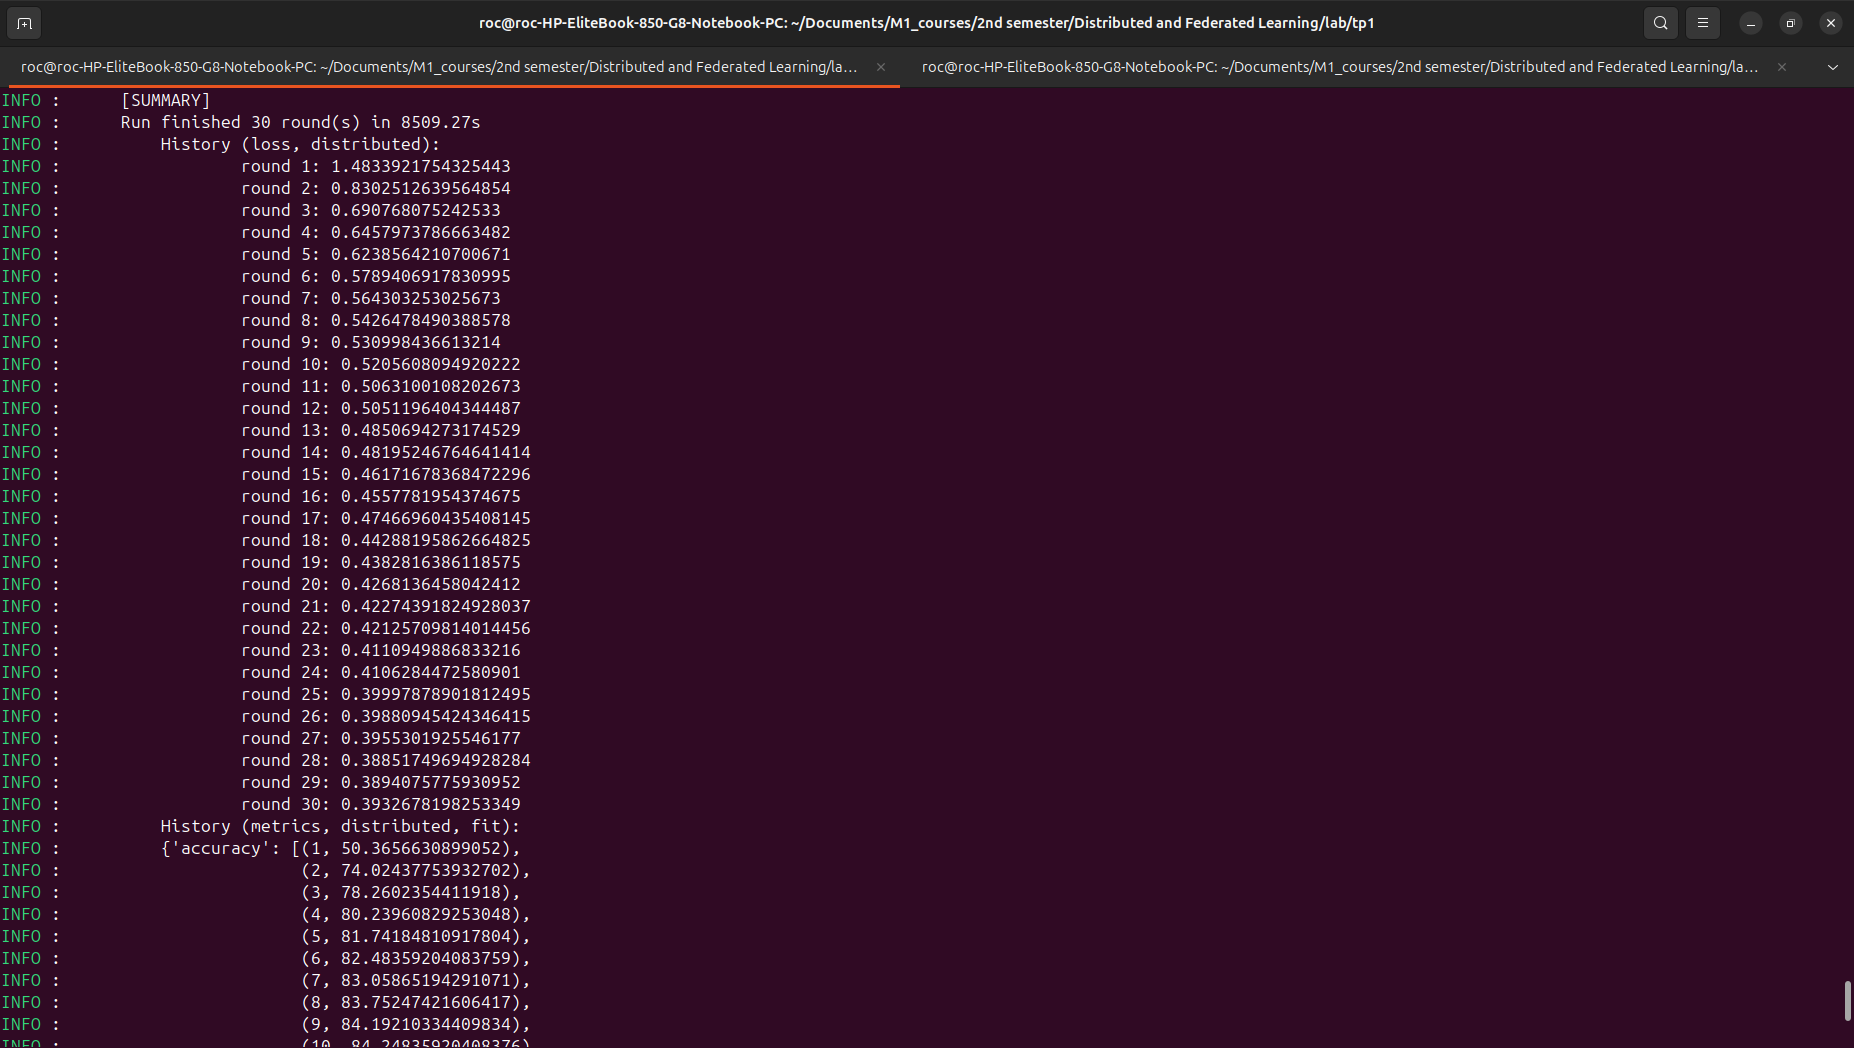 roc@roc-HP-EliteBook-850-G8-Notebook-PC: ~/Documents/M1_courses/2nd semester/Distributed and Federated Learning/lab/tp1
roc@roc-HP-EliteBook-850-G8-Notebook-PC: ~/Documents/M1_courses/2nd semester/Distributed and Federated Learning/la...
roc@roc-HP-EliteBook-850-G8-Notebook-PC: ~/Documents/M1_courses/2nd semester/Distributed and Federated Learning/la...
INFO : [SUMMARY]
INFO : Run finished 30 round(s) in 8509.27s
INFO : History (loss, distributed):
INFO : round 1: 1.4833921754325443
INFO : round 2: 0.8302512639564854
INFO : round 3: 0.690768075242533
INFO : round 4: 0.6457973786663482
INFO : round 5: 0.6238564210700671
INFO : round 6: 0.5789406917830995
INFO : round 7: 0.564303253025673
INFO : round 8: 0.5426478490388578
INFO : round 9: 0.530998436613214
INFO : round 10: 0.5205608094920222
INFO : round 11: 0.5063100108202673
INFO : round 12: 0.5051196404344487
INFO : round 13: 0.4850694273174529
INFO : round 14: 0.48195246764641414
INFO : round 15: 0.46171678368472296
INFO : round 16: 0.4557781954374675
INFO : round 17: 0.47466960435408145
INFO : round 18: 0.44288195862664825
INFO : round 19: 0.4382816386118575
INFO : round 20: 0.4268136458042412
INFO : round 21: 0.42274391824928037
INFO : round 22: 0.42125709814014456
INFO : round 23: 0.4110949886833216
INFO : round 24: 0.4106284472580901
INFO : round 25: 0.39997878901812495
INFO : round 26: 0.39880945424346415
INFO : round 27: 0.3955301925546177
INFO : round 28: 0.38851749694928284
INFO : round 29: 0.3894075775930952
INFO : round 30: 0.3932678198253349
INFO : History (metrics, distributed, fit):
INFO : {'accuracy': [(1, 50.3656630899052),
INFO : (2, 74.02437753932702),
INFO : (3, 78.2602354411918),
INFO : (4, 80.23960829253048),
INFO : (5, 81.74184810917804),
INFO : (6, 82.48359204083759),
INFO : (7, 83.05865194291071),
INFO : (8, 83.75247421606417),
INFO : (9, 84.19210334409834),
INFO : (10, 84.24835920408376)